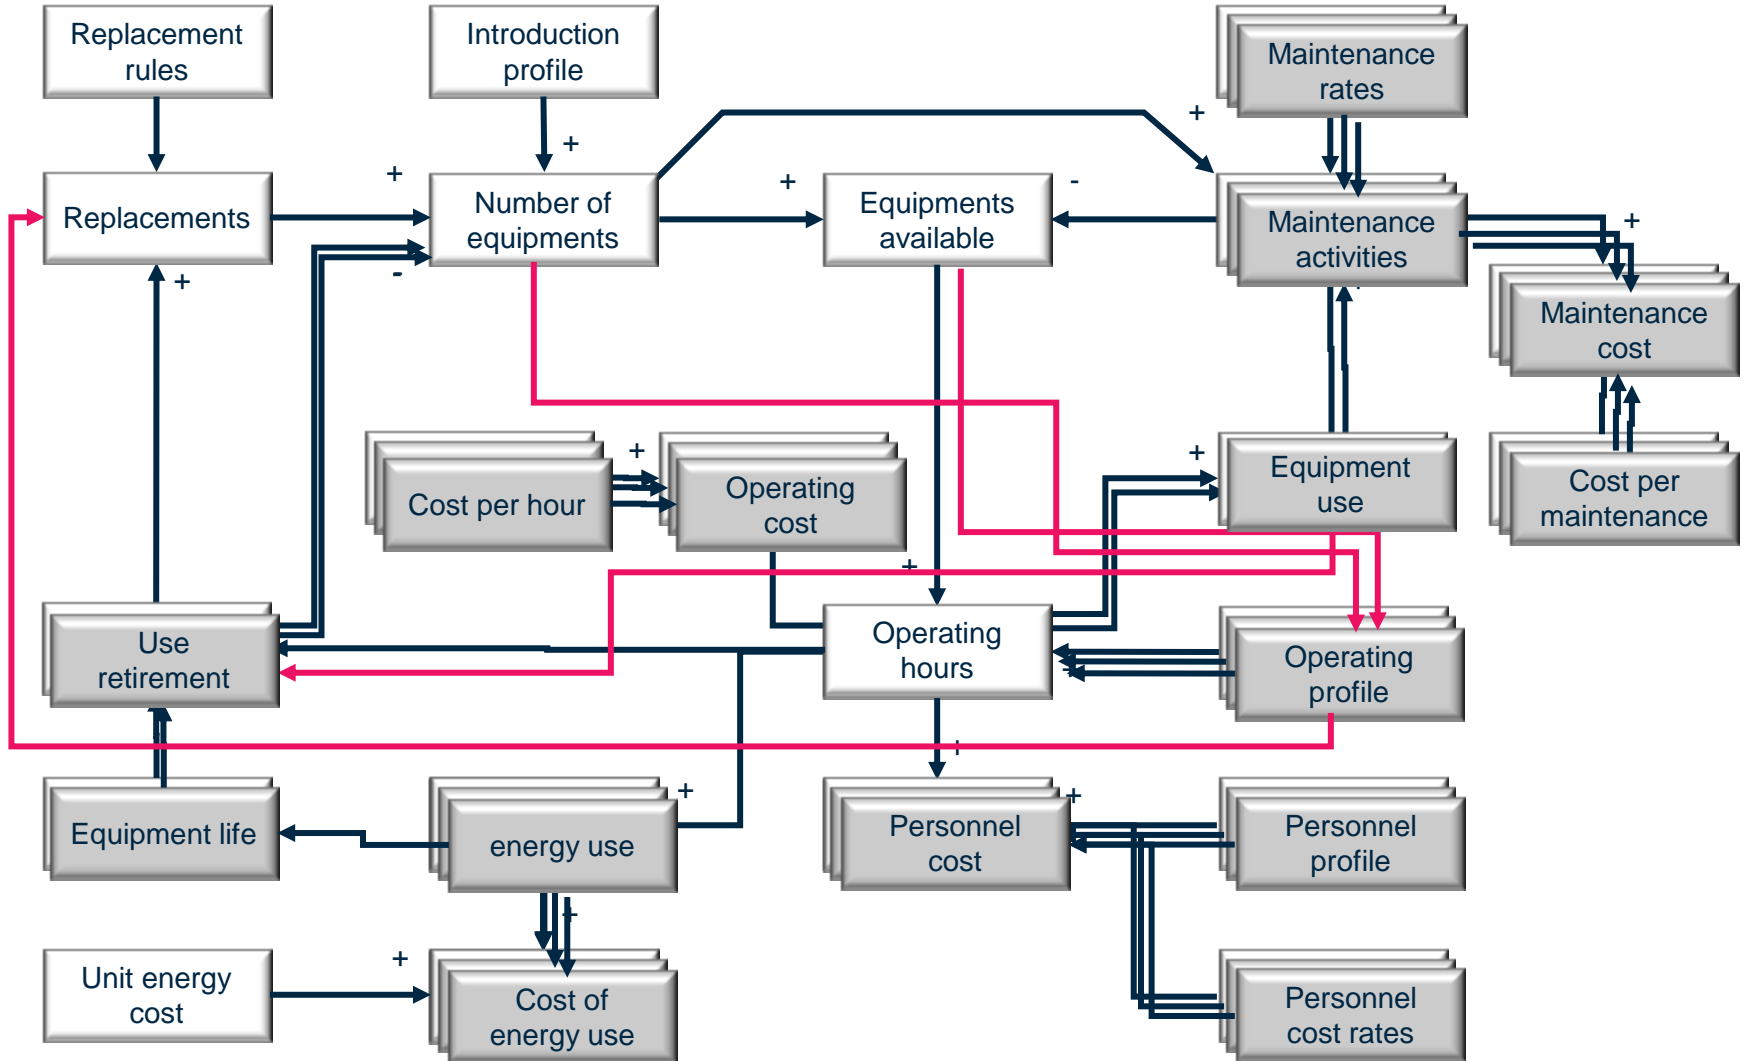 Replacement
rules
Introduction
profile
Maintenance
rates
+
+
+
+
-
Replacements
Number of
equipments
Equipments
available
Maintenance
activities
+
+
-
Maintenance
cost
+
+
Cost per hour
Operating
cost
Equipment
use
Cost per
maintenance
+
Use
retirement
Operating
hours
Operating
profile
+
+
+
Equipment life
energy use
Personnel
cost
Personnel
profile
+
+
Unit energy
cost
Cost of
energy use
Personnel
cost rates